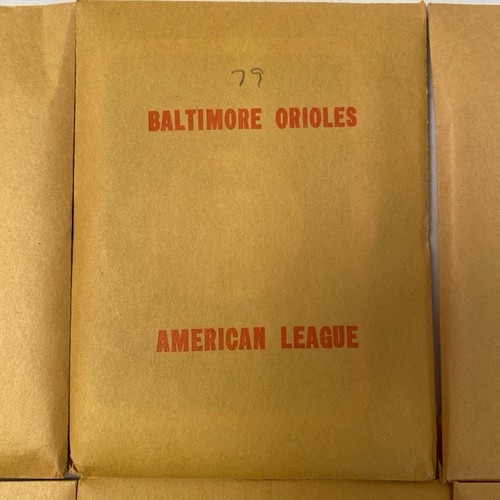 79
BALTIMORE ORIOLES
AMERICAN LEAGUE